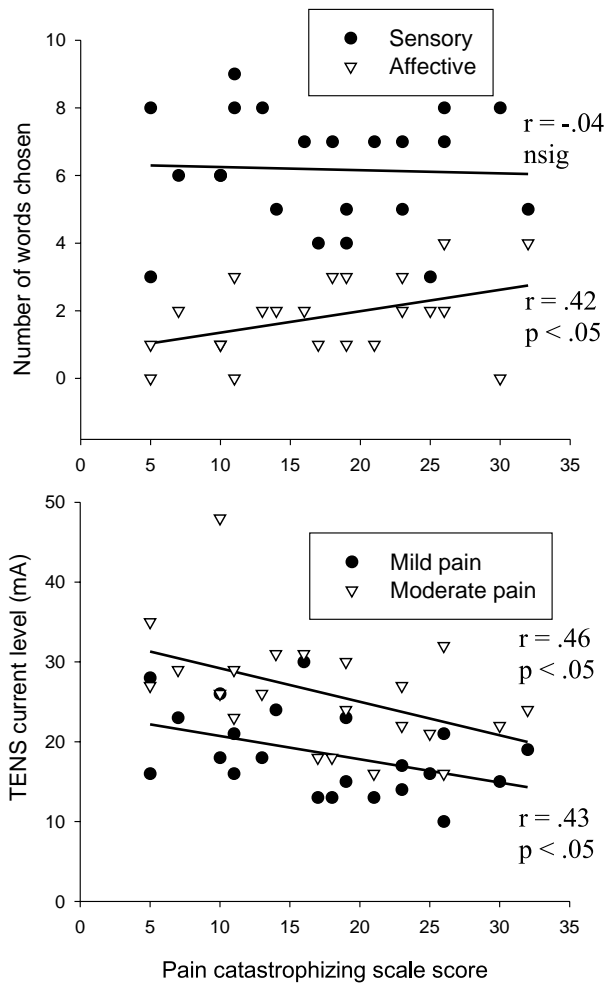 Sensory
Affective
Number of words chosen
8
6
4
2
0
r = -.04
nsig
r = .42
p < .05
0 5 10 15 20 25 30 35
Mild pain
Moderate pain
TENS current level (mA)
50
40
30
20
10
0
r = .46
p < .05
r = .43
p < .05
0 5 10 15 20 25 30 35
Pain catastrophizing scale score